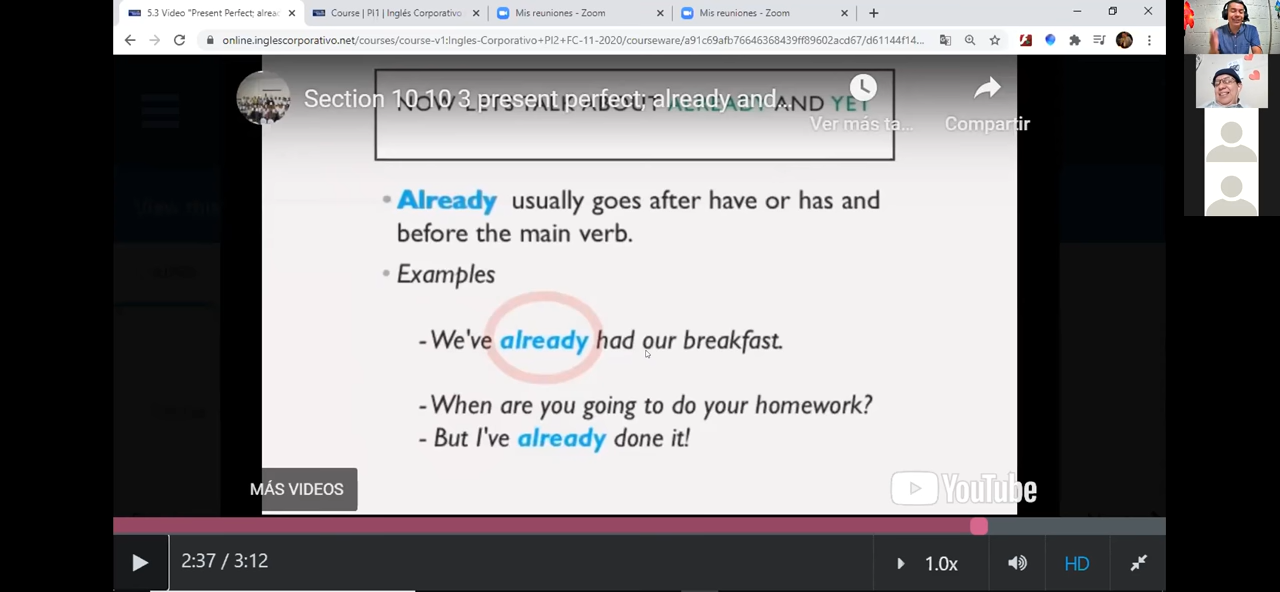 5.3 Video "Present Perfect; alread
Course | PI1 | Inglés Corporativo.
Mis reuniones - Zoom
Mis reuniones - Zoom
online.inglescorporativo.net/courses/course-v1:Ingles-Corporativo+PI2+FC-11-2020/courseware/a91c69afb76646368439ff89602acd67/d61144f14...
Section 10 10 3 present perfect; already and...
ALREADY AND YET
Ver más ta...
Compartir
Already usually goes after have or has and
before the main verb.
Examples
- We've already had our breakfast.
- When are you going to do your homework?
- But I've already done it!
MÁS VIDEOS
YouTube
2:37 / 3:12
1.0x
HD